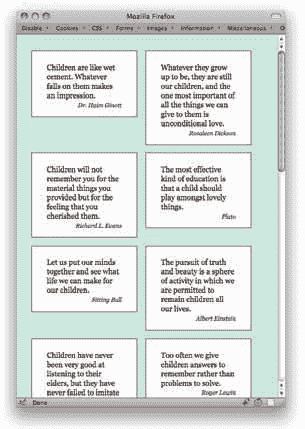 Mozilla Firefox
Disable Cookies CSS Forms Images Information Miscellaneous
Children are like wet
cement. Whatever
falls on them makes
an impression.
Dr. Haim Ginott
Whatever they grow
up to be, they are still
our children, and the
one most important of
all the things we can
give to them is
unconditional love.
Rosaleen Dickson
Children will not
remember you for the
material things you
provided but for the
feeling that you
cherished them.
Richard L. Evans
The most effective
kind of education is
that a child should
play amongst lovely
things.
Plato
Let us put our minds
together and see what
life we can make for
our children.
Sitting Bull
The pursuit of truth
and beauty is a sphere
of activity in which we
are permitted to
remain children all
our lives.
Albert Einstein
Children have never
been very good at
listening to their
elders, but they have
never failed to imitate
Too often we give
children answers to
remember rather than
problems to solve.
Roger Lewin
Done